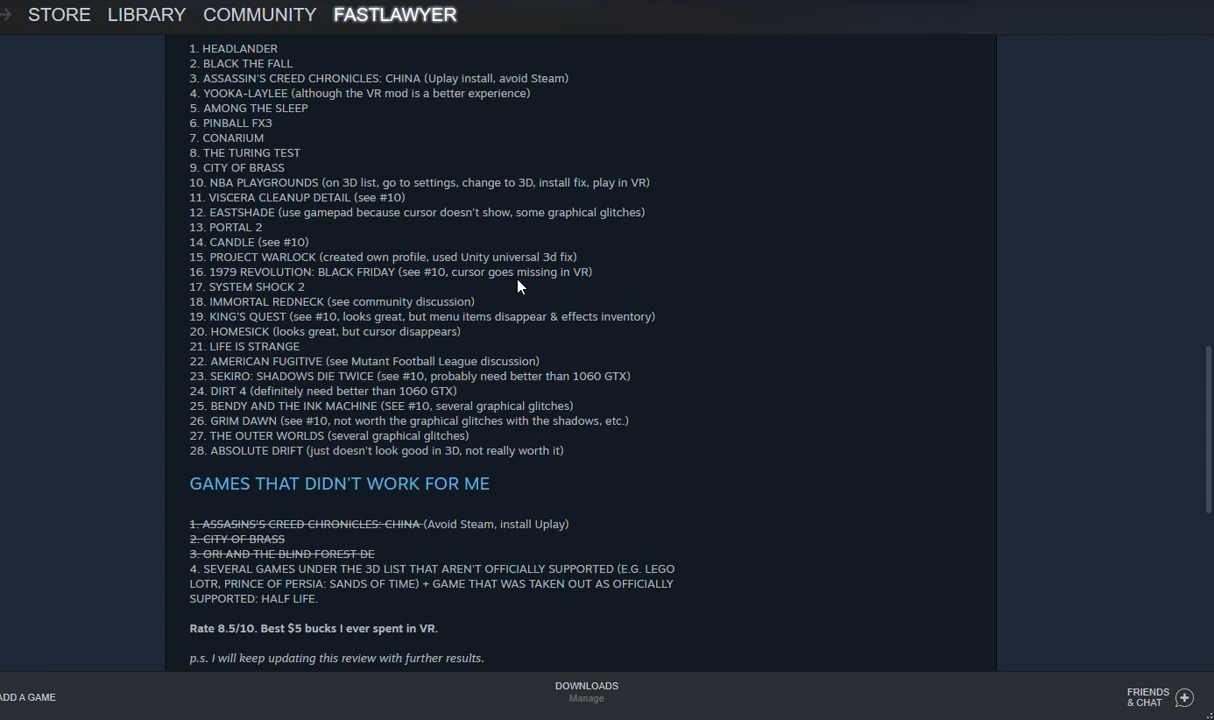 STORE LIBRARY COMMUNITY FASTLAWYER
1. HEADLANDER
2. BLACK THE FALL
3. ASSASSIN'S CREED CHRONICLES: CHINA (Uplay install, avoid Steam)
4. YOOKA-LAYLEE (although the VR mod is a better experience)
5. AMONG THE SLEEP
6. PINBALL FX3
7. CONARIUM
8. THE TURING TEST
9. CITY OF BRASS
10. NBA PLAYGROUNDS (on 3D list, go to settings, change to 3D, install fix, play in VR)
11. VISCERA CLEANUP DETAIL (see #10)
12. EASTSHADE (use gamepad because cursor doesn't show, some graphical glitches)
13. PORTAL 2
14. CANDLE (see #10)
15. PROJECT WARLOCK (created own profile, used Unity universal 3d fix)
16. 1979 REVOLUTION: BLACK FRIDAY (see #10, cursor goes missing in VR)
17. SYSTEM SHOCK 2
18. IMMORTAL REDNECK (see community discussion)
19. KING'S QUEST (see #10, looks great, but menu items disappear & effects inventory)
20. HOMESICK (looks great, but cursor disappears)
21. LIFE IS STRANGE
22. AMERICAN FUGITIVE (see Mutant Football League discussion)
23. SEKIRO: SHADOWS DIE TWICE (see #10, probably need better than 1060 GTX)
24. DIRT 4 (definitely need better than 1060 GTX)
25. BENDY AND THE INK MACHINE (SEE #10, several graphical glitches)
26. GRIM DAWN (see #10, not worth the graphical glitches with the shadows, etc.)
27. THE OUTER WORLDS (several graphical glitches)
28. ABSOLUTE DRIFT (just doesn't look good in 3D, not really worth it)
GAMES THAT DIDN'T WORK FOR ME
1. ASSASINS'S CREED CHRONICLES: CHINA (Avoid Steam, install Uplay)
2. CITY OF BRASS
3. ORI AND THE BLIND FOREST DE
4. SEVERAL GAMES UNDER THE 3D LIST THAT AREN'T OFFICIALLY SUPPORTED (E.G. LEGO
LOTR, PRINCE OF PERSIA: SANDS OF TIME) + GAME THAT WAS TAKEN OUT AS OFFICIALLY
SUPPORTED: HALF LIFE.
Rate 8.5/10. Best $5 bucks I ever spent in VR.
p.s. I will keep updating this review with further results.
DD A GAME
DOWNLOADS
Manage
FRIENDS
& CHAT